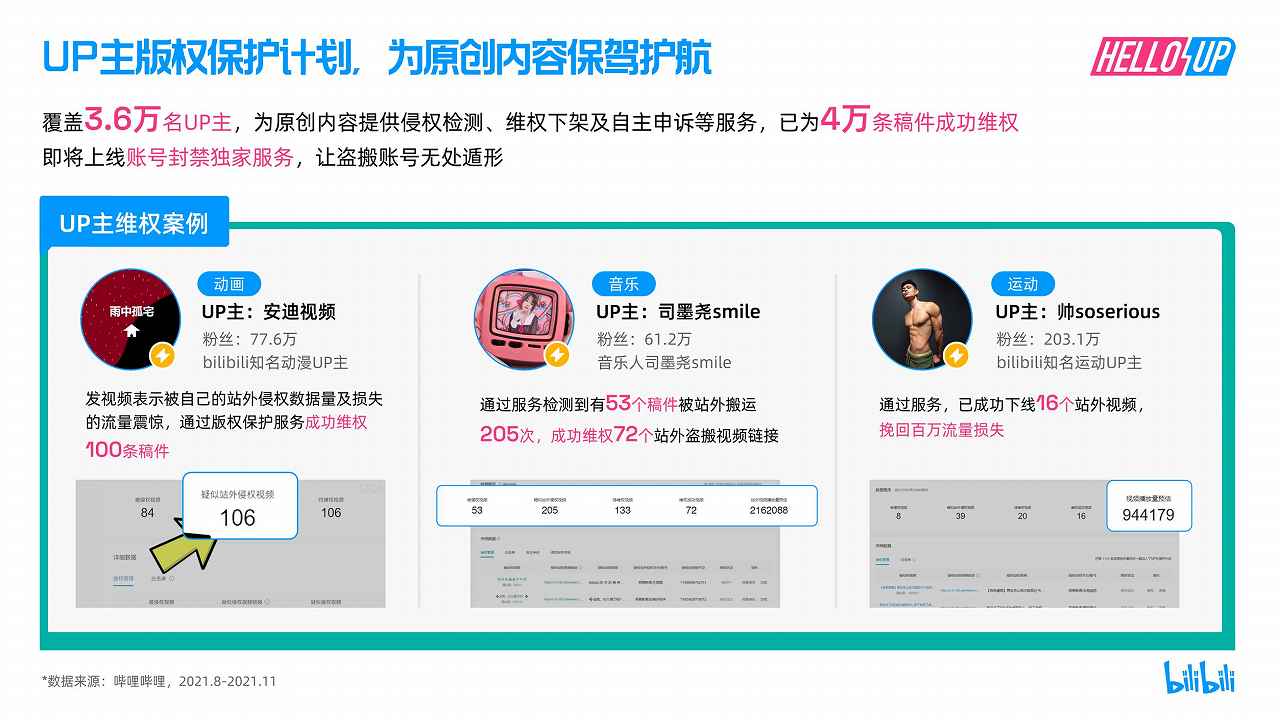 UP主版权保护计划，为原创内容保驾护航
HELLO UP
覆盖3.6万名UP主，为原创内容提供侵权检测、维权下架及自主申诉等服务，已为4万条稿件成功维权
即将上线账号封禁独家服务，让盗搬账号无处遁形
UP主维权案例
动画
UP主：安迪视频
粉丝：77.6万
bilibili知名动漫UP主
雨中孤宅
发视频表示被自己的站外侵权数据量及损失
的流量震惊，通过版权保护服务成功维权
100条稿件
84
疑似站外侵权视频
106
106
详细数据
音乐
UP主：司墨尧smile
粉丝：61.2万
音乐人司墨尧smile
通过服务检测到有53个稿件被站外搬运
205次，成功维权72个站外盗搬视频链接
53
205
133
72
2162088
运动
UP主：帅soserious
粉丝：203.1万
bilibili知名运动UP主
通过服务，已成功下线16个站外视频，
挽回百万流量损失
8
39
20
16
视频播放量预估
944179
*数据来源：哔哩哔哩，2021.8-2021.11
bilibili